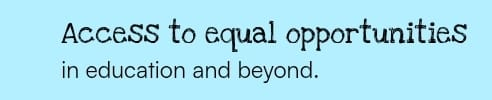 Access to equal opportunities
in education and beyond.